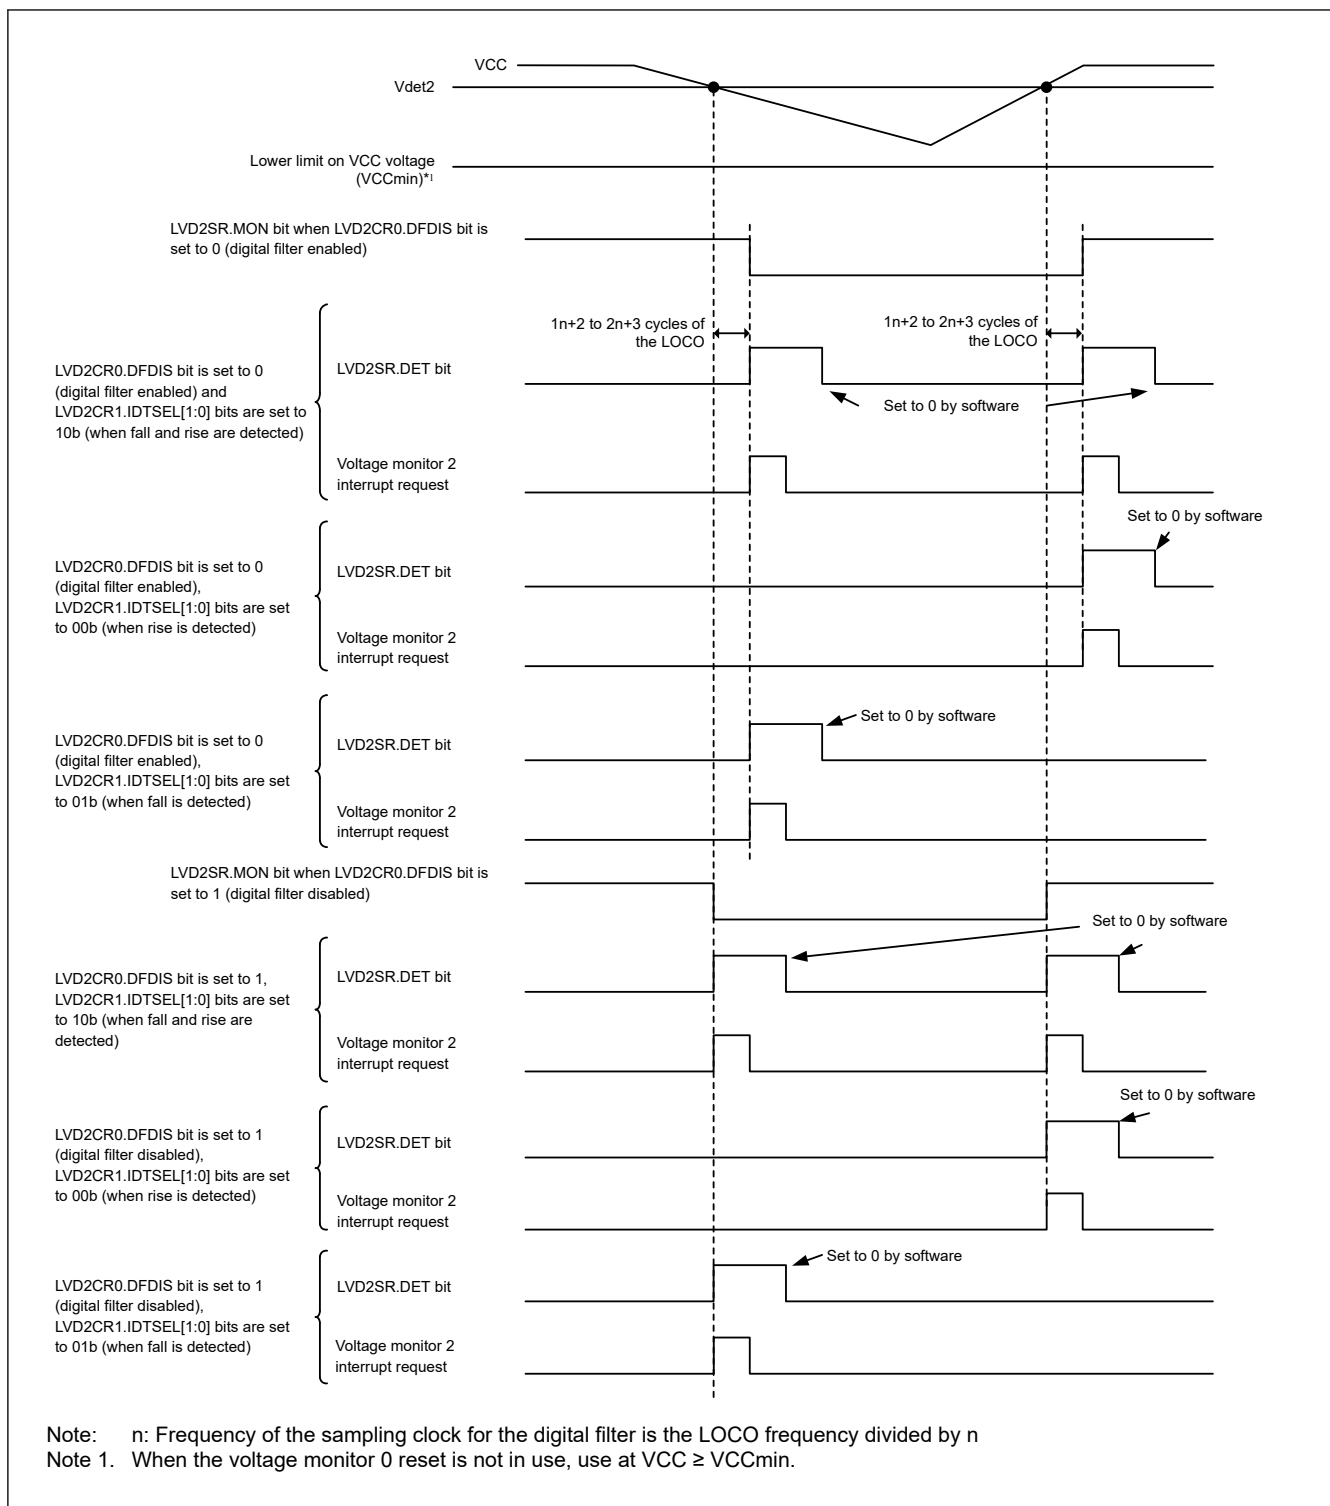 VCC
Vdet2
Lower limit on VCC voltage
(VCCmin)*1
LVD2SR.MON bit when LVD2CR0.DFDIS bit is
set to 0 (digital filter enabled)
1n+2 to 2n+3 cycles of
the LOCO
1n+2 to 2n+3 cycles of
the LOCO
LVD2CR0.DFDIS bit is set to 0
(digital filter enabled) and
LVD2CR1.IDTSEL[1:0] bits are set to
10b (when fall and rise are detected)
LVD2SR.DET bit
Set to 0 by software
Voltage monitor 2
interrupt request
Set to 0 by software
LVD2CR0.DFDIS bit is set to 0
(digital filter enabled),
LVD2CR1.IDTSEL[1:0] bits are set
to 00b (when rise is detected)
LVD2SR.DET bit
Voltage monitor 2
interrupt request
Set to 0 by software
LVD2CR0.DFDIS bit is set to 0
(digital filter enabled),
LVD2CR1.IDTSEL[1:0] bits are set
to 01b (when fall is detected)
LVD2SR.DET bit
Voltage monitor 2
interrupt request
LVD2SR.MON bit when LVD2CR0.DFDIS bit is
set to 1 (digital filter disabled)
Set to 0 by software
LVD2CR0.DFDIS bit is set to 1,
LVD2CR1.IDTSEL[1:0] bits are set
to 10b (when fall and rise are
detected)
LVD2SR.DET bit
Voltage monitor 2
interrupt request
Set to 0 by software
LVD2CR0.DFDIS bit is set to 1
(digital filter disabled),
LVD2CR1.IDTSEL[1:0] bits are set
to 00b (when rise is detected)
LVD2SR.DET bit
Voltage monitor 2
interrupt request
Set to 0 by software
LVD2CR0.DFDIS bit is set to 1
(digital filter disabled),
LVD2CR1.IDTSEL[1:0] bits are set
to 01b (when fall is detected)
LVD2SR.DET bit
Voltage monitor 2
interrupt request
Note: n: Frequency of the sampling clock for the digital filter is the LOCO frequency divided by n
Note 1. When the voltage monitor 0 reset is not in use, use at VCC ≥ VCCmin.